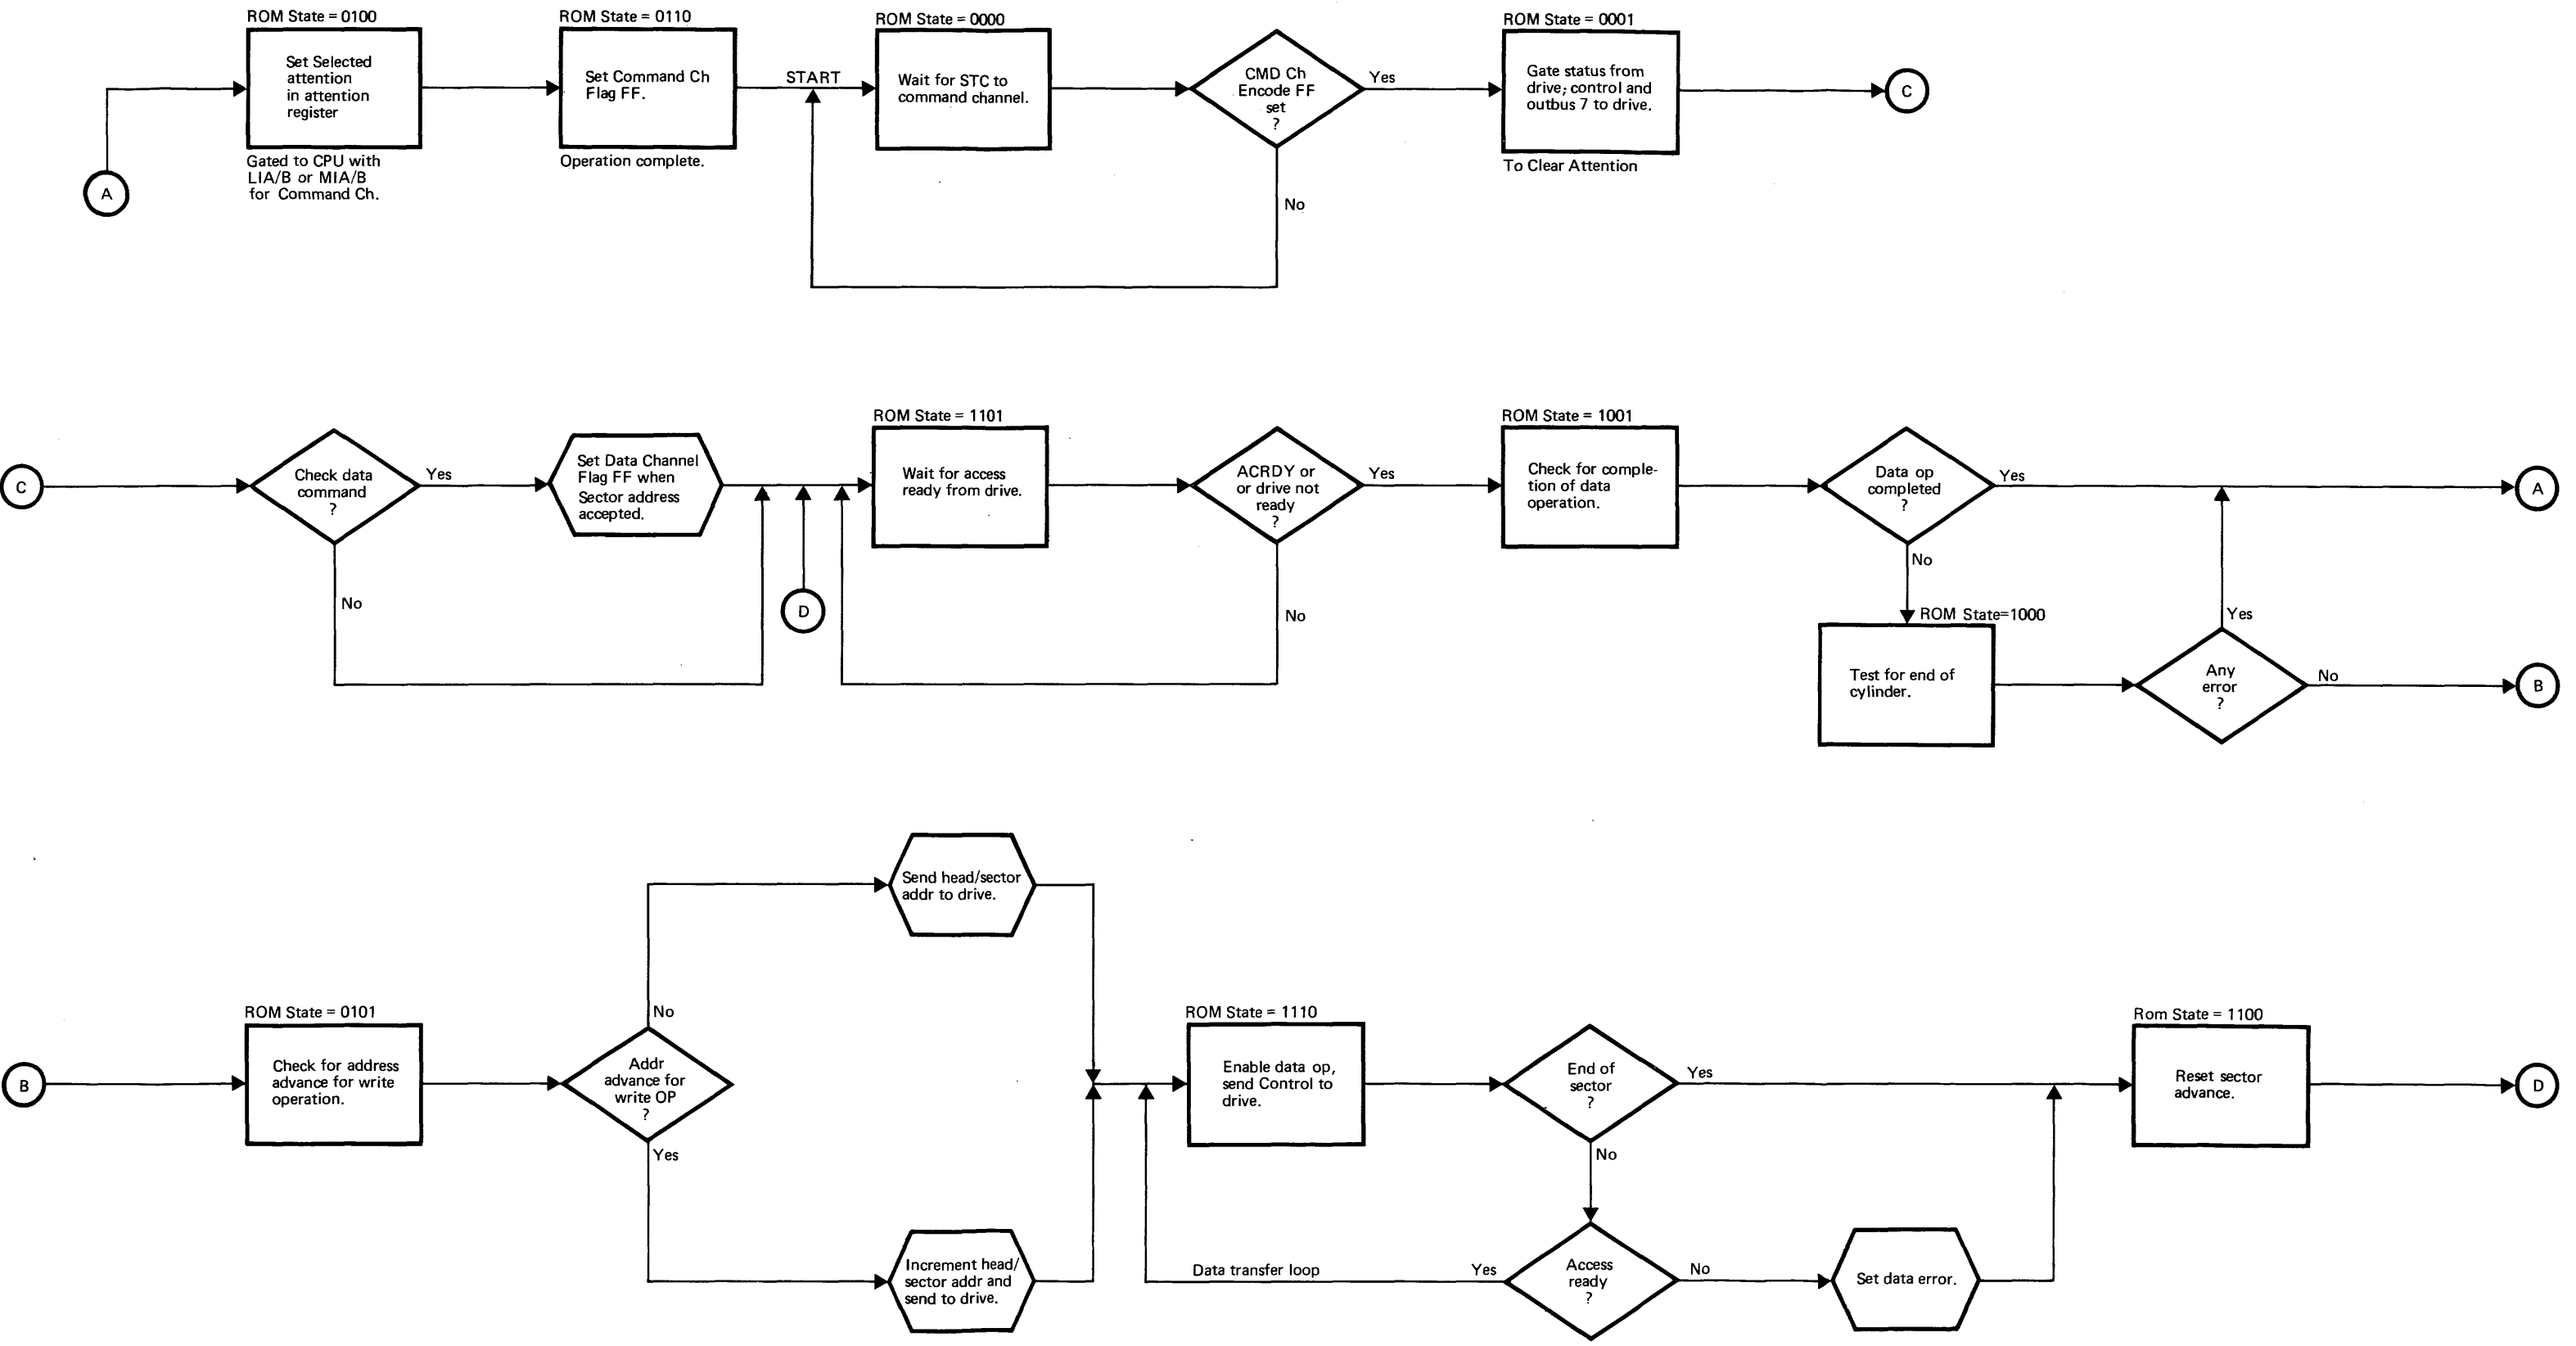 ROM State = 0100
Set Selected
attention
in attention
register
Gated to CPU with
LIA/B or MIA/B
for Command Ch.
A
ROM State = 0110
Set Command Ch
Flag FF.
Operation complete.
START
ROM State = 0000
Wait for STC to
command channel.
CMD Ch
Encode FF
set
?
Yes
No
ROM State = 0001
Gate status from
drive; control and
outbus 7 to drive.
To Clear Attention
C
C
Check data
command
?
Yes
No
Set Data Channel
Flag FF when
Sector address
accepted.
D
ROM State = 1101
Wait for access
ready from drive.
ACRDY or
or drive not
ready
?
Yes
No
ROM State = 1001
Check for comple-
tion of data
operation.
Data op
completed
?
Yes
A
No
ROM State=1000
Test for end of
cylinder.
Any
error
?
Yes
No
B
B
ROM State = 0101
Check for address
advance for write
operation.
Addr
advance for
write OP
?
No
Yes
Send head/sector
addr to drive.
Increment head/
sector addr and
send to drive.
ROM State = 1110
Enable data op,
send Control to
drive.
End of
sector
?
Yes
No
Access
ready
?
Yes
Data transfer loop
No
Set data error.
Rom State = 1100
Reset sector
advance.
D